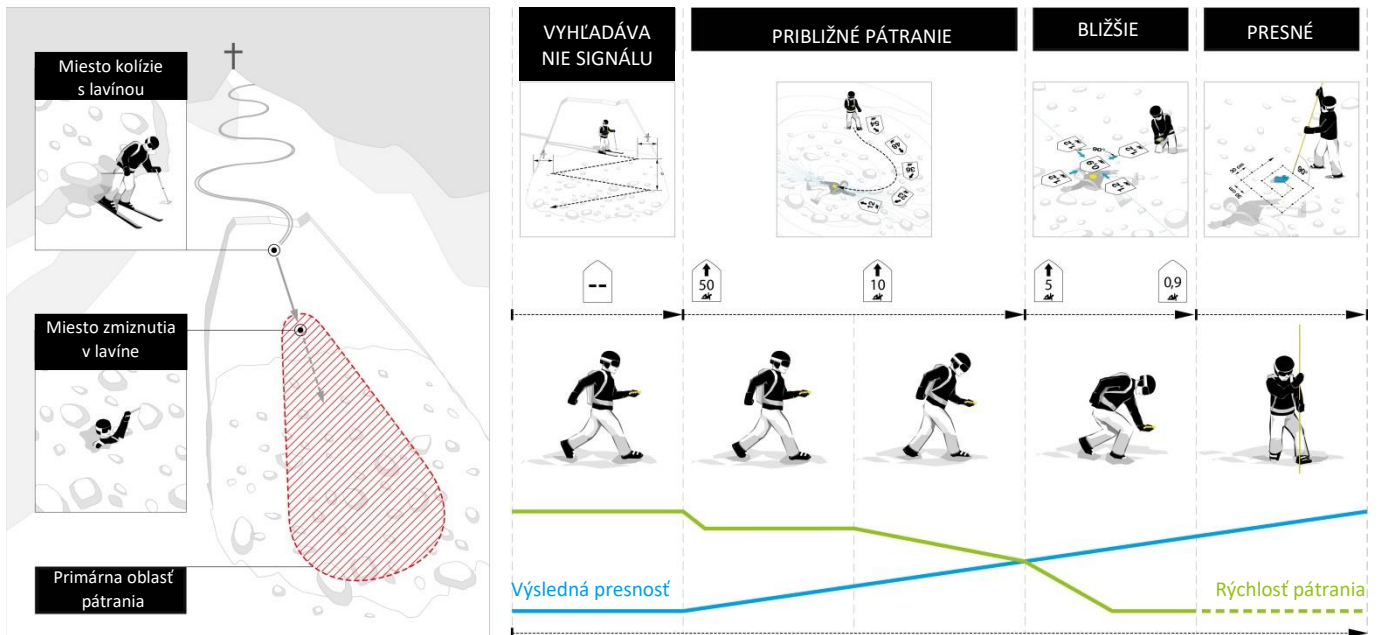 Miesto kolízie
s lavínou
Miesto zmiznutia
v lavíne
Primárna oblasť
pátrania
VYHĽADÁVA
NIE SIGNÁLU
PRIBLIŽNÉ PÁTRANIE
BLIŽŠIE
PRESNÉ
--
50
10
5
0,9
Výsledná presnosť
Rýchlosť pátrania